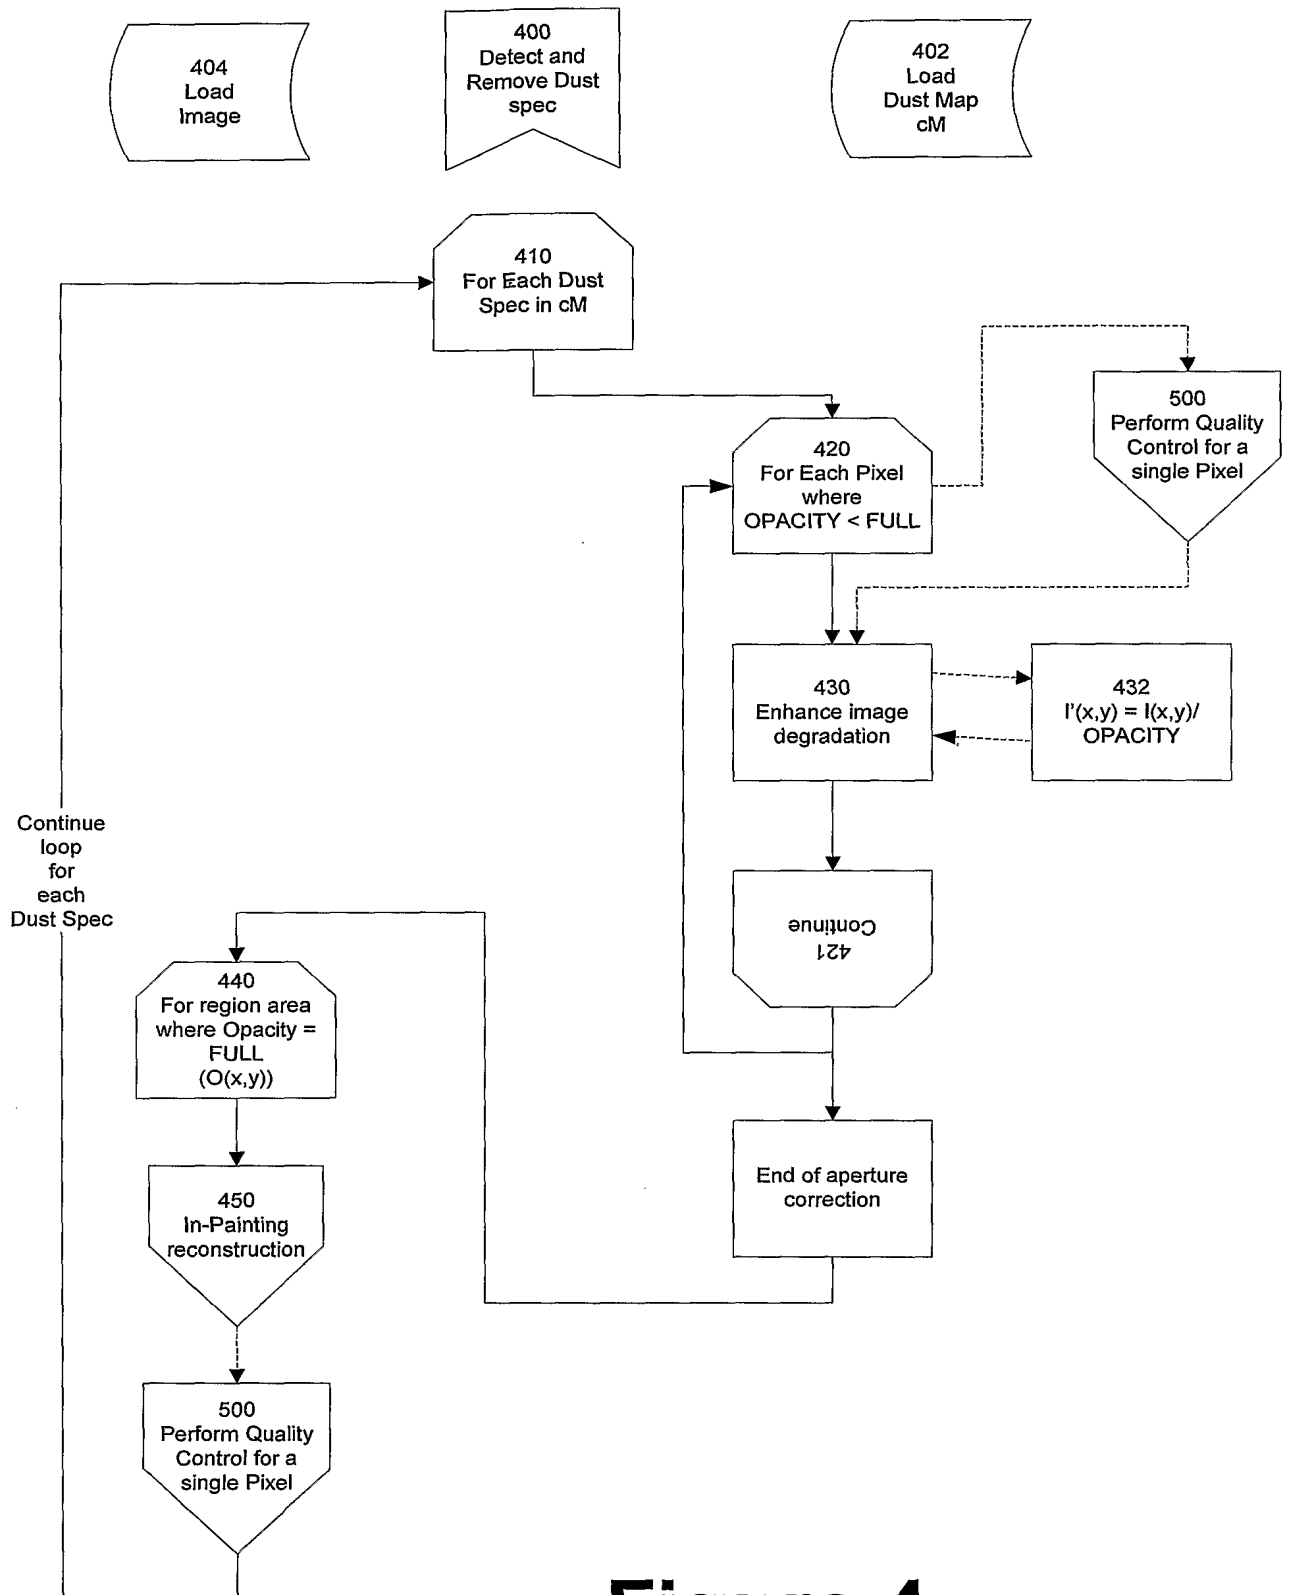 404
Load
Image
400
Detect and
Remove Dust
spec
402
Load
Dust Map
cM
410
For Each Dust
Spec in cM
420
For Each Pixel
where
OPACITY < FULL
500
Perform Quality
Control for a
single Pixel
430
Enhance image
degradation
432
I'(x,y) = I(x,y)/
OPACITY
Continue
loop
for
each
Dust Spec
421
Continue
440
For region area
where Opacity =
FULL
(O(x,y))
End of aperture
correction
450
In-Painting
reconstruction
500
Perform Quality
Control for a
single Pixel